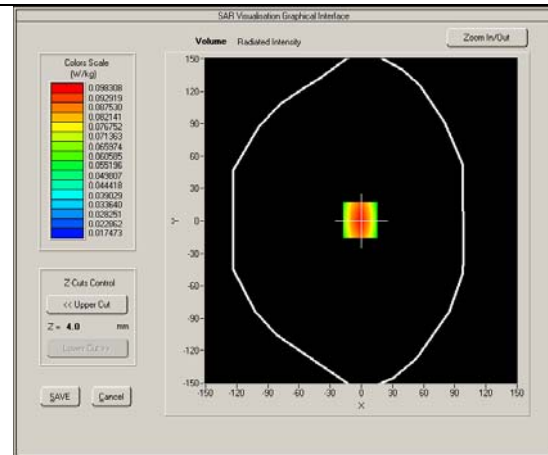 SAR Visualisation Graphical Interface
Volume Radiated Intensity
Zoom In/Out
Colors Scale
(W/kg)
0.098308
0.092919
0.087530
0.082141
0.076752
0.071363
0.065974
0.060585
0.055196
0.049807
0.044418
0.039029
0.033640
0.028251
0.022862
0.017473
Z-Cuts Control
<< Upper Cut
Z = 4.0 mm
Lower Cut >>
SAVE Cancel
150
120
90
60
30
0
-30
-60
-90
-120
-150
Y
-150 -120 -90 -60 -30 0 30 60 90 120 150
X